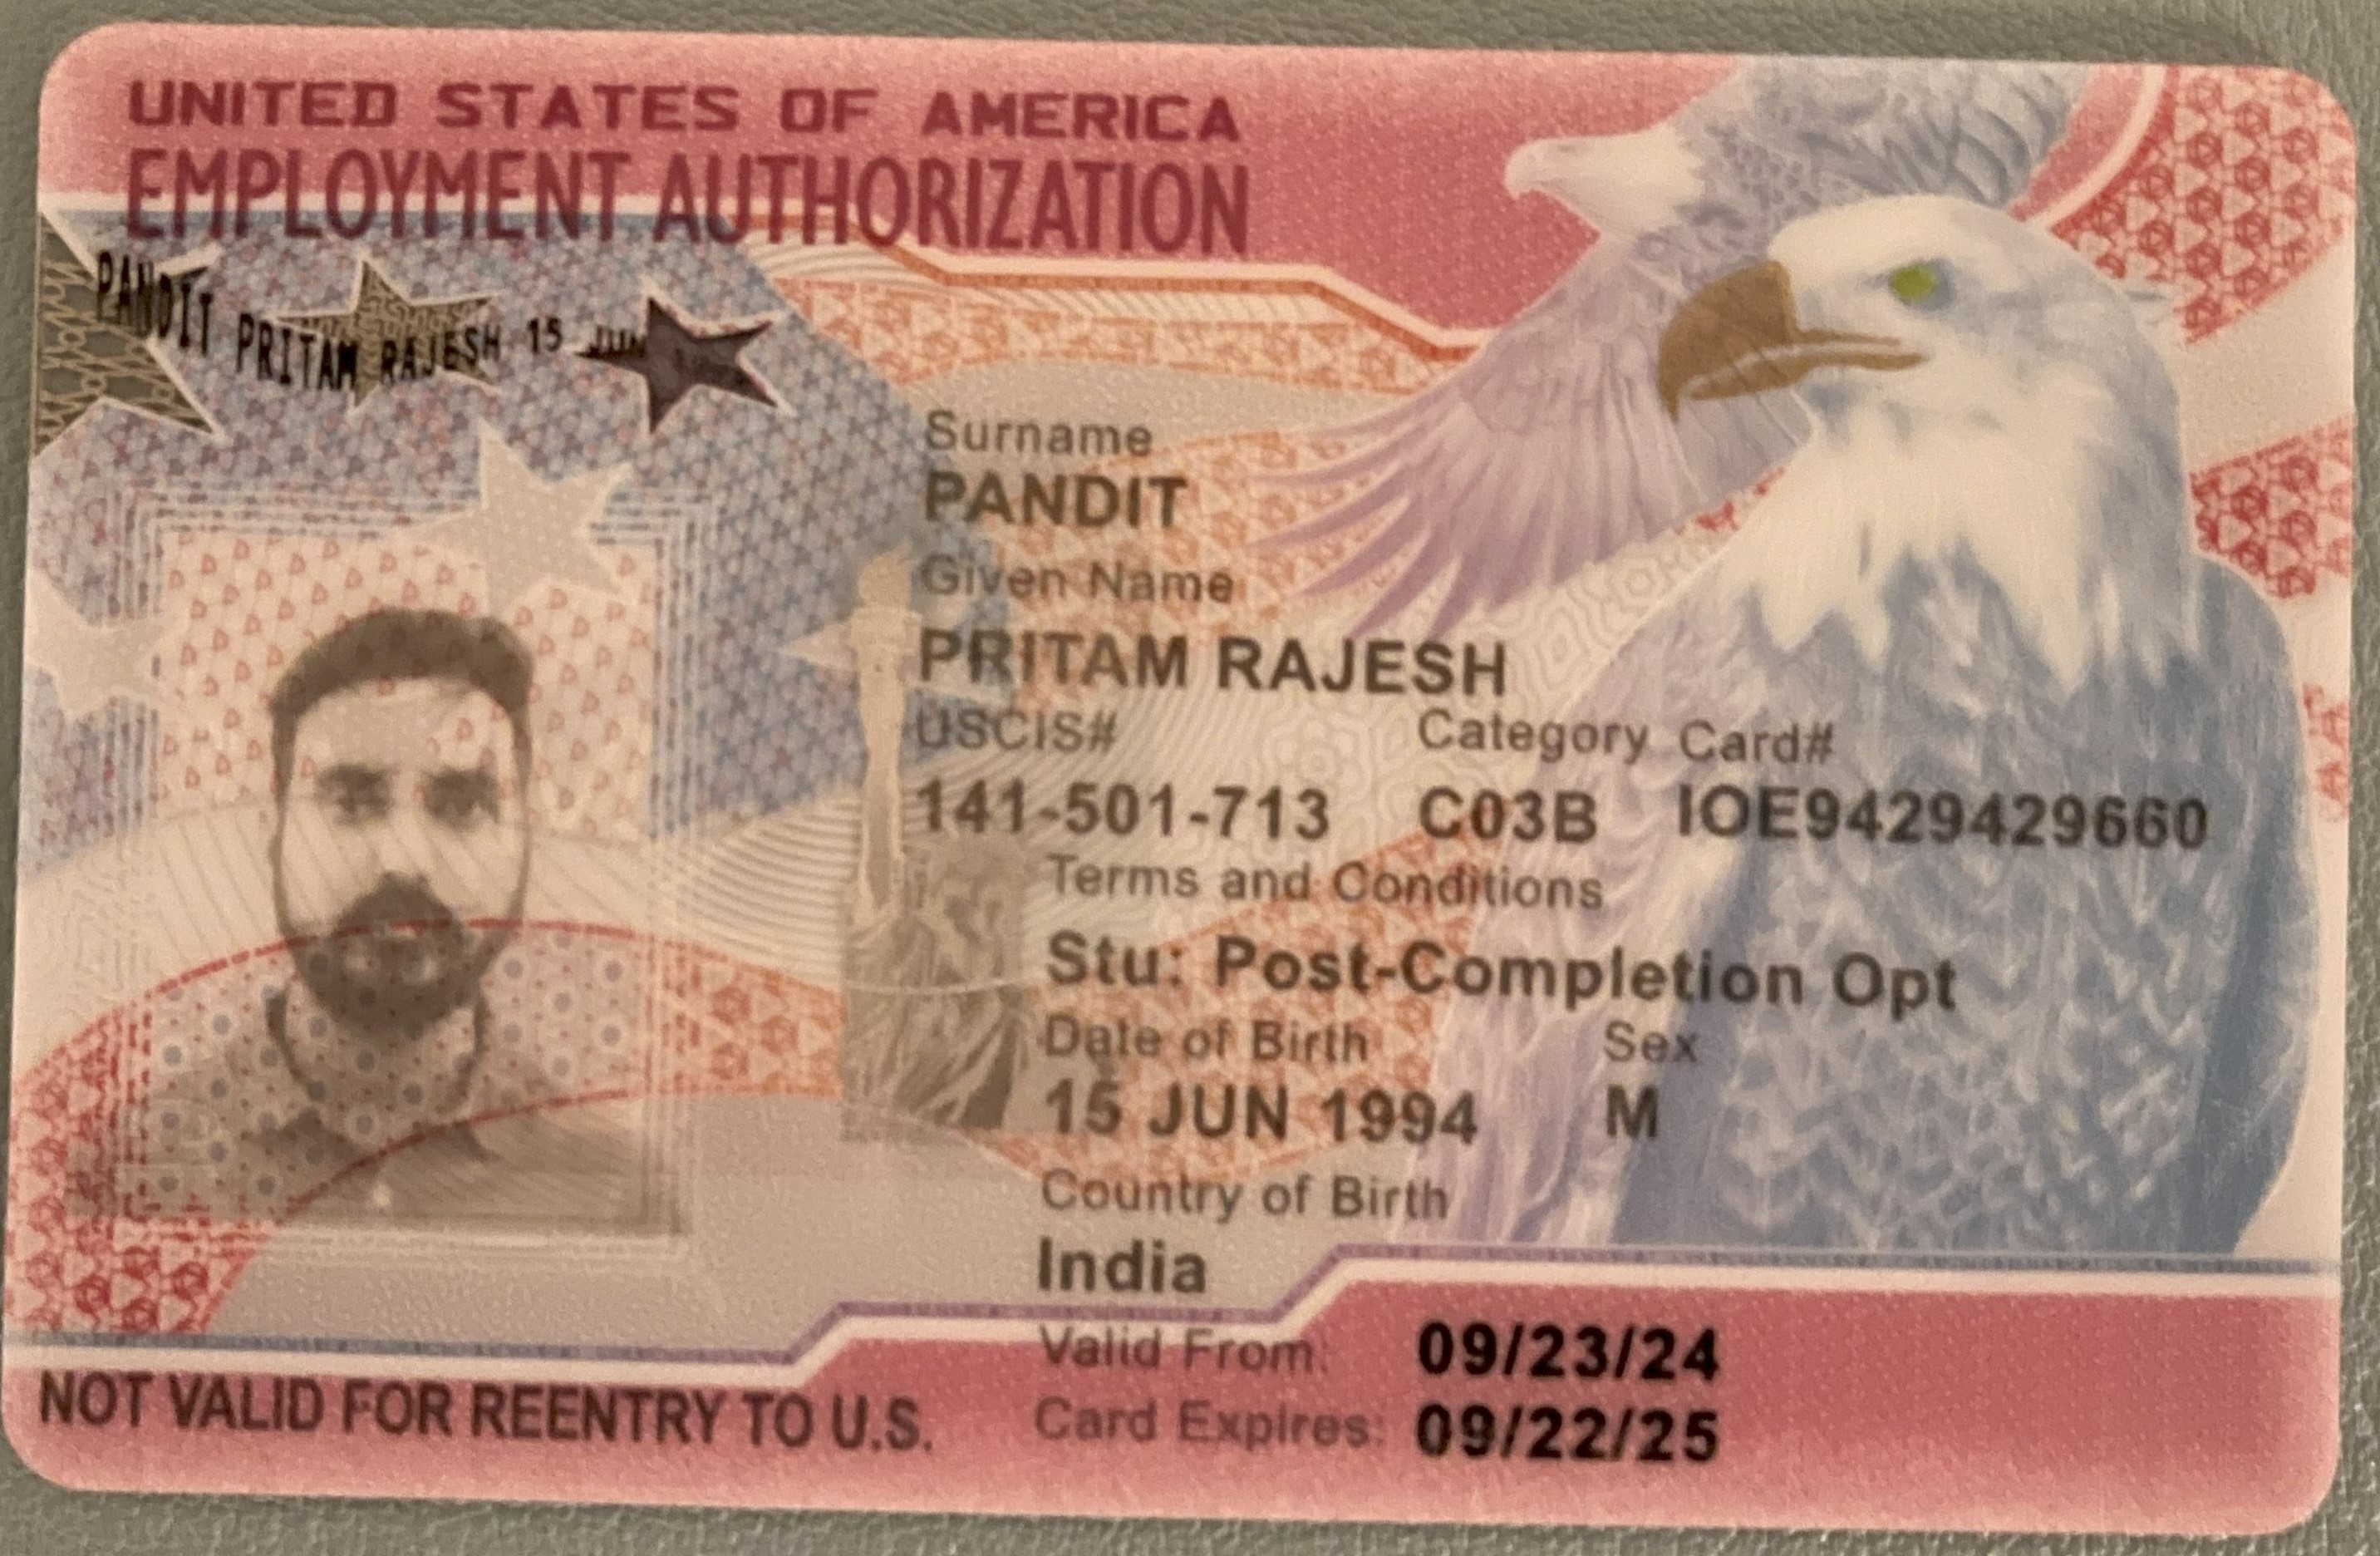 UNITED STATES OF AMERICA
EMPLOYMENT AUTHORIZATION
PANDIT PRITAM RAJESH 15 JUN
Surname
PANDIT
Given Name
PRITAM RAJESH
USCIS# Category Card#
141-501-713 C03B IOE9429429660
Terms and Conditions
Stu: Post-Completion Opt
Date of Birth Sex
15 JUN 1994 M
Country of Birth
India
Valid From: 09/23/24
Card Expires: 09/22/25
NOT VALID FOR REENTRY TO U.S.